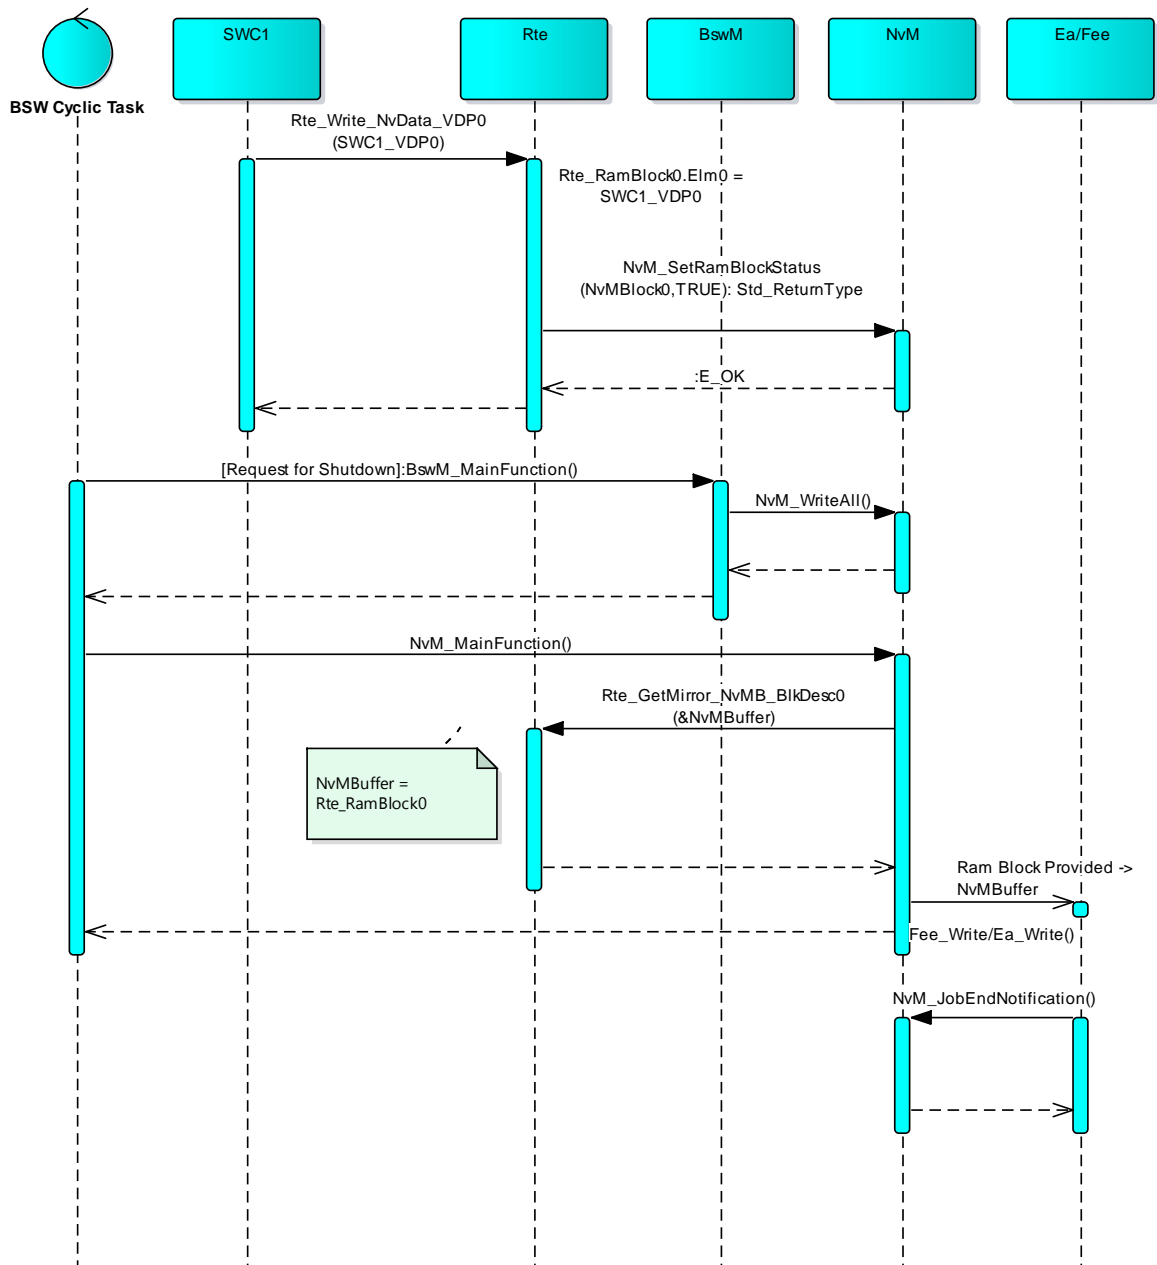 BSW Cyclic Task
SWC1
Rte
BswM
NvM
Ea/Fee
Rte_Write_NvData_VDP0
(SWC1_VDP0)
Rte_RamBlock0.Elm0 =
SWC1_VDP0
NvM_SetRamBlockStatus
(NvMBlock0,TRUE): Std_ReturnType
:E_OK
[Request for Shutdown]:BswM_MainFunction()
NvM_WriteAll()
NvM_MainFunction()
Rte_GetMirror_NvMB_BlkDesc0
(&NvMBuffer)
NvMBuffer =
Rte_RamBlock0
Ram Block Provided ->
NvMBuffer
Fee_Write/Ea_Write()
NvM_JobEndNotification()